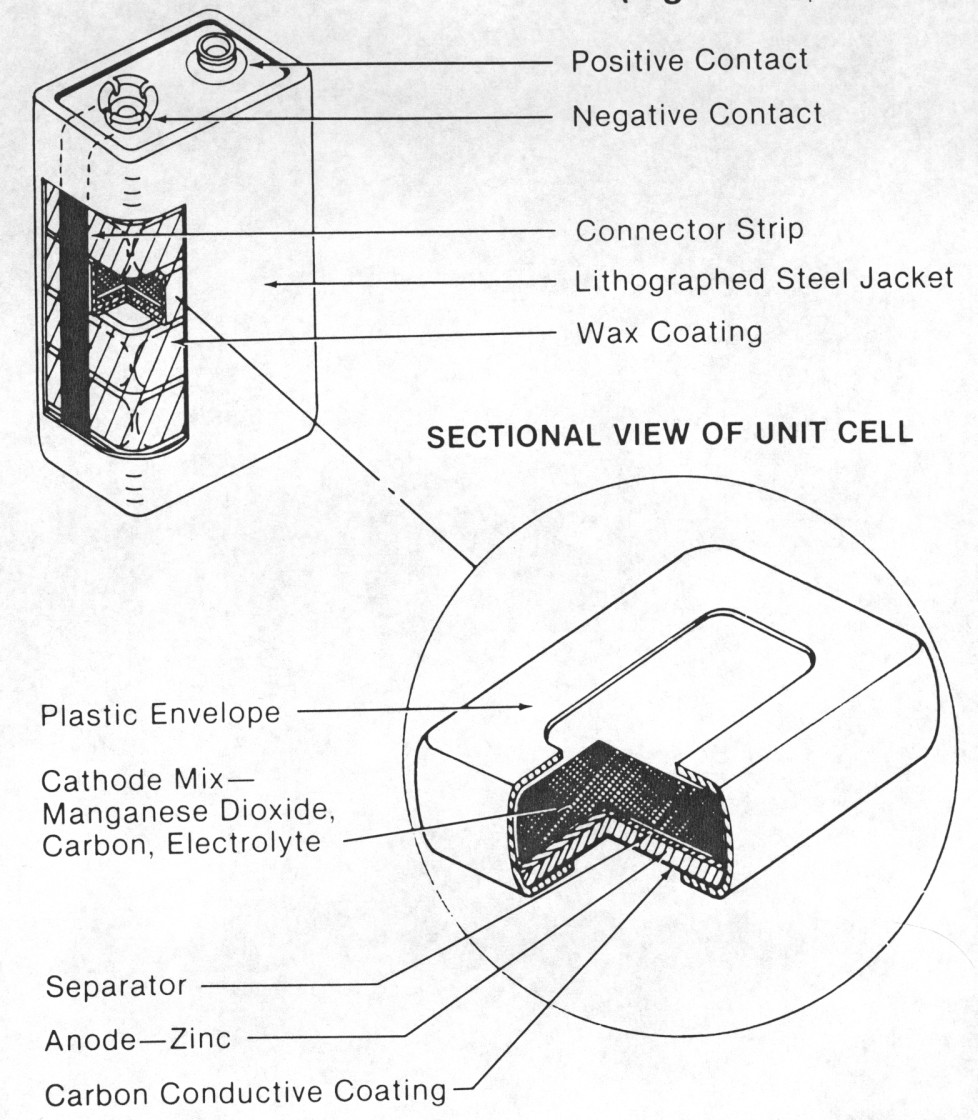 Positive Contact
Negative Contact
Connector Strip
Lithographed Steel Jacket
Wax Coating
SECTIONAL VIEW OF UNIT CELL
Plastic Envelope
Cathode Mix—
Manganese Dioxide,
Carbon, Electrolyte
Separator
Anode—Zinc
Carbon Conductive Coating